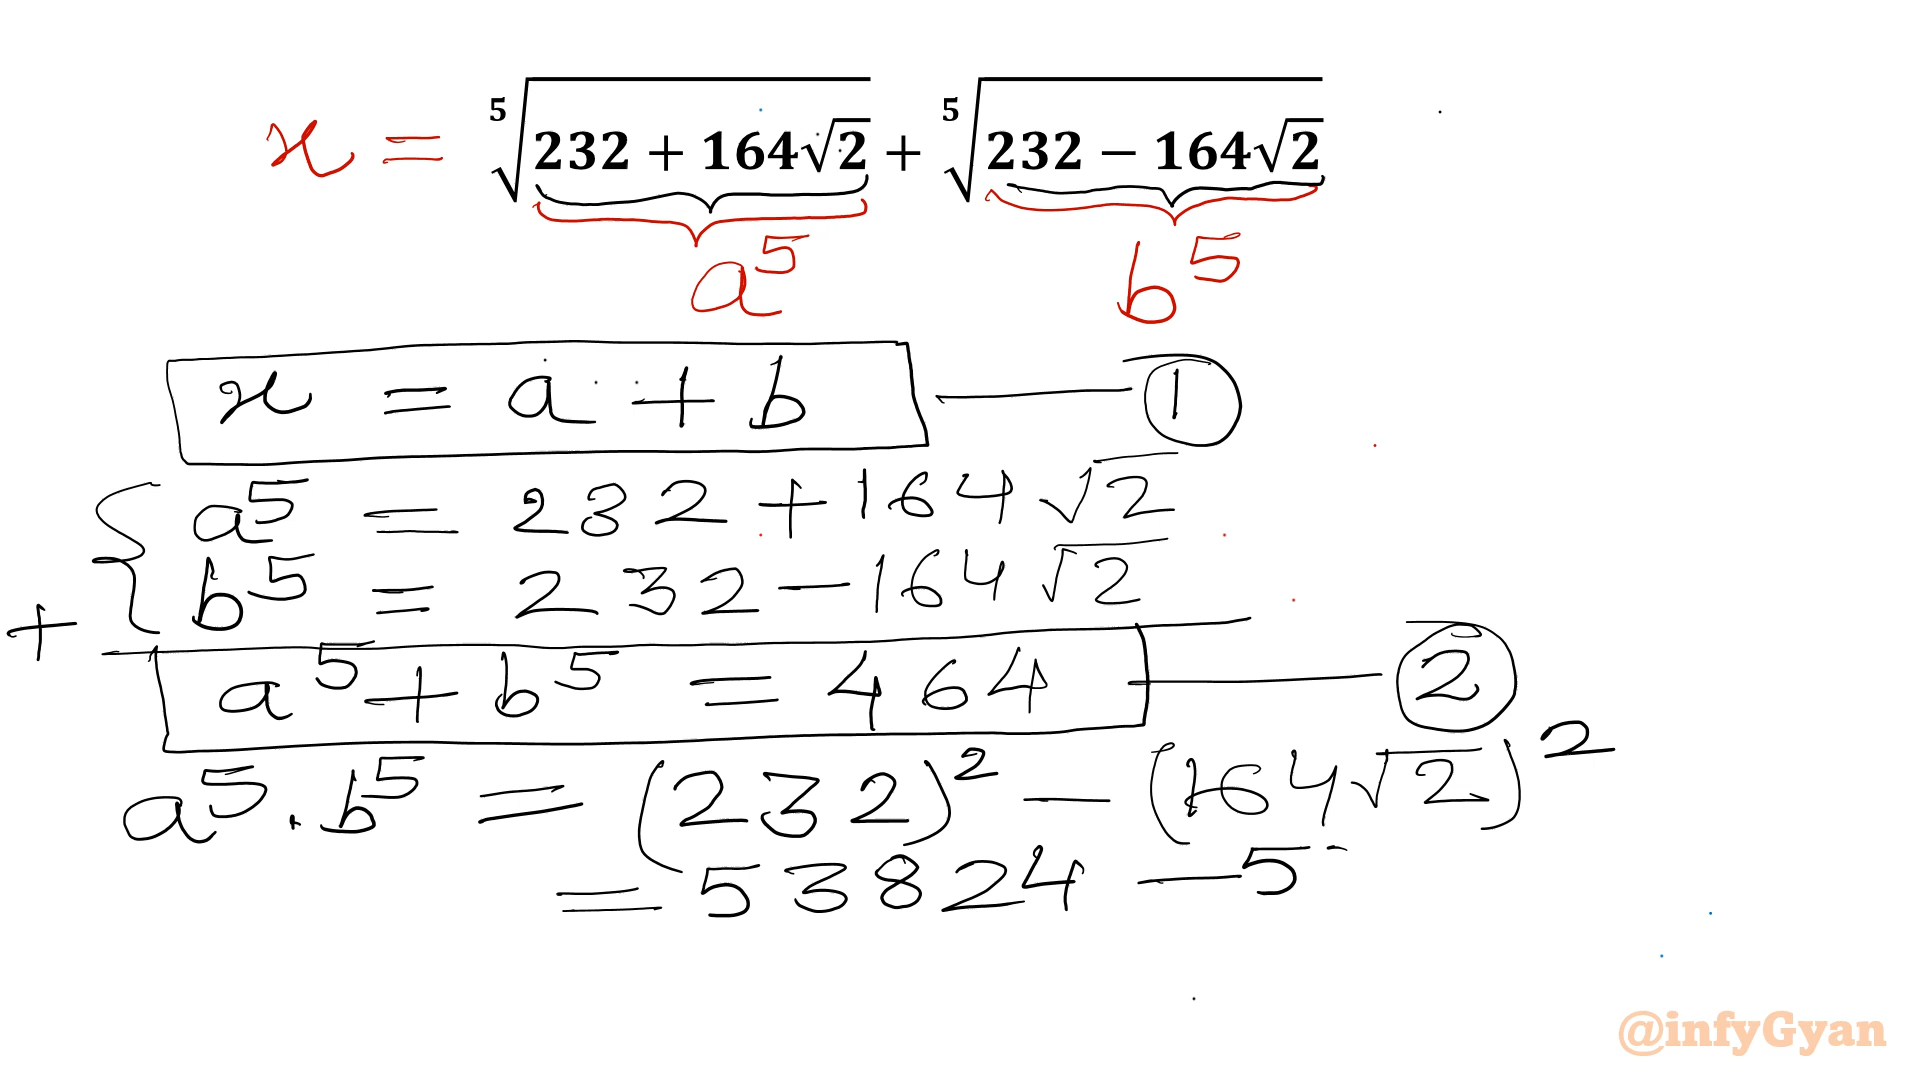 x = ⁵√(232 + 164√2) + ⁵√(232 − 164√2)
a⁵ b⁵
x = a + b ①
a⁵ = 232 + 164√2
b⁵ = 232 − 164√2
+
a⁵ + b⁵ = 464 ②
a⁵ · b⁵ = (232)² − (164√2)²
= 53824 − 5
@infyGyan